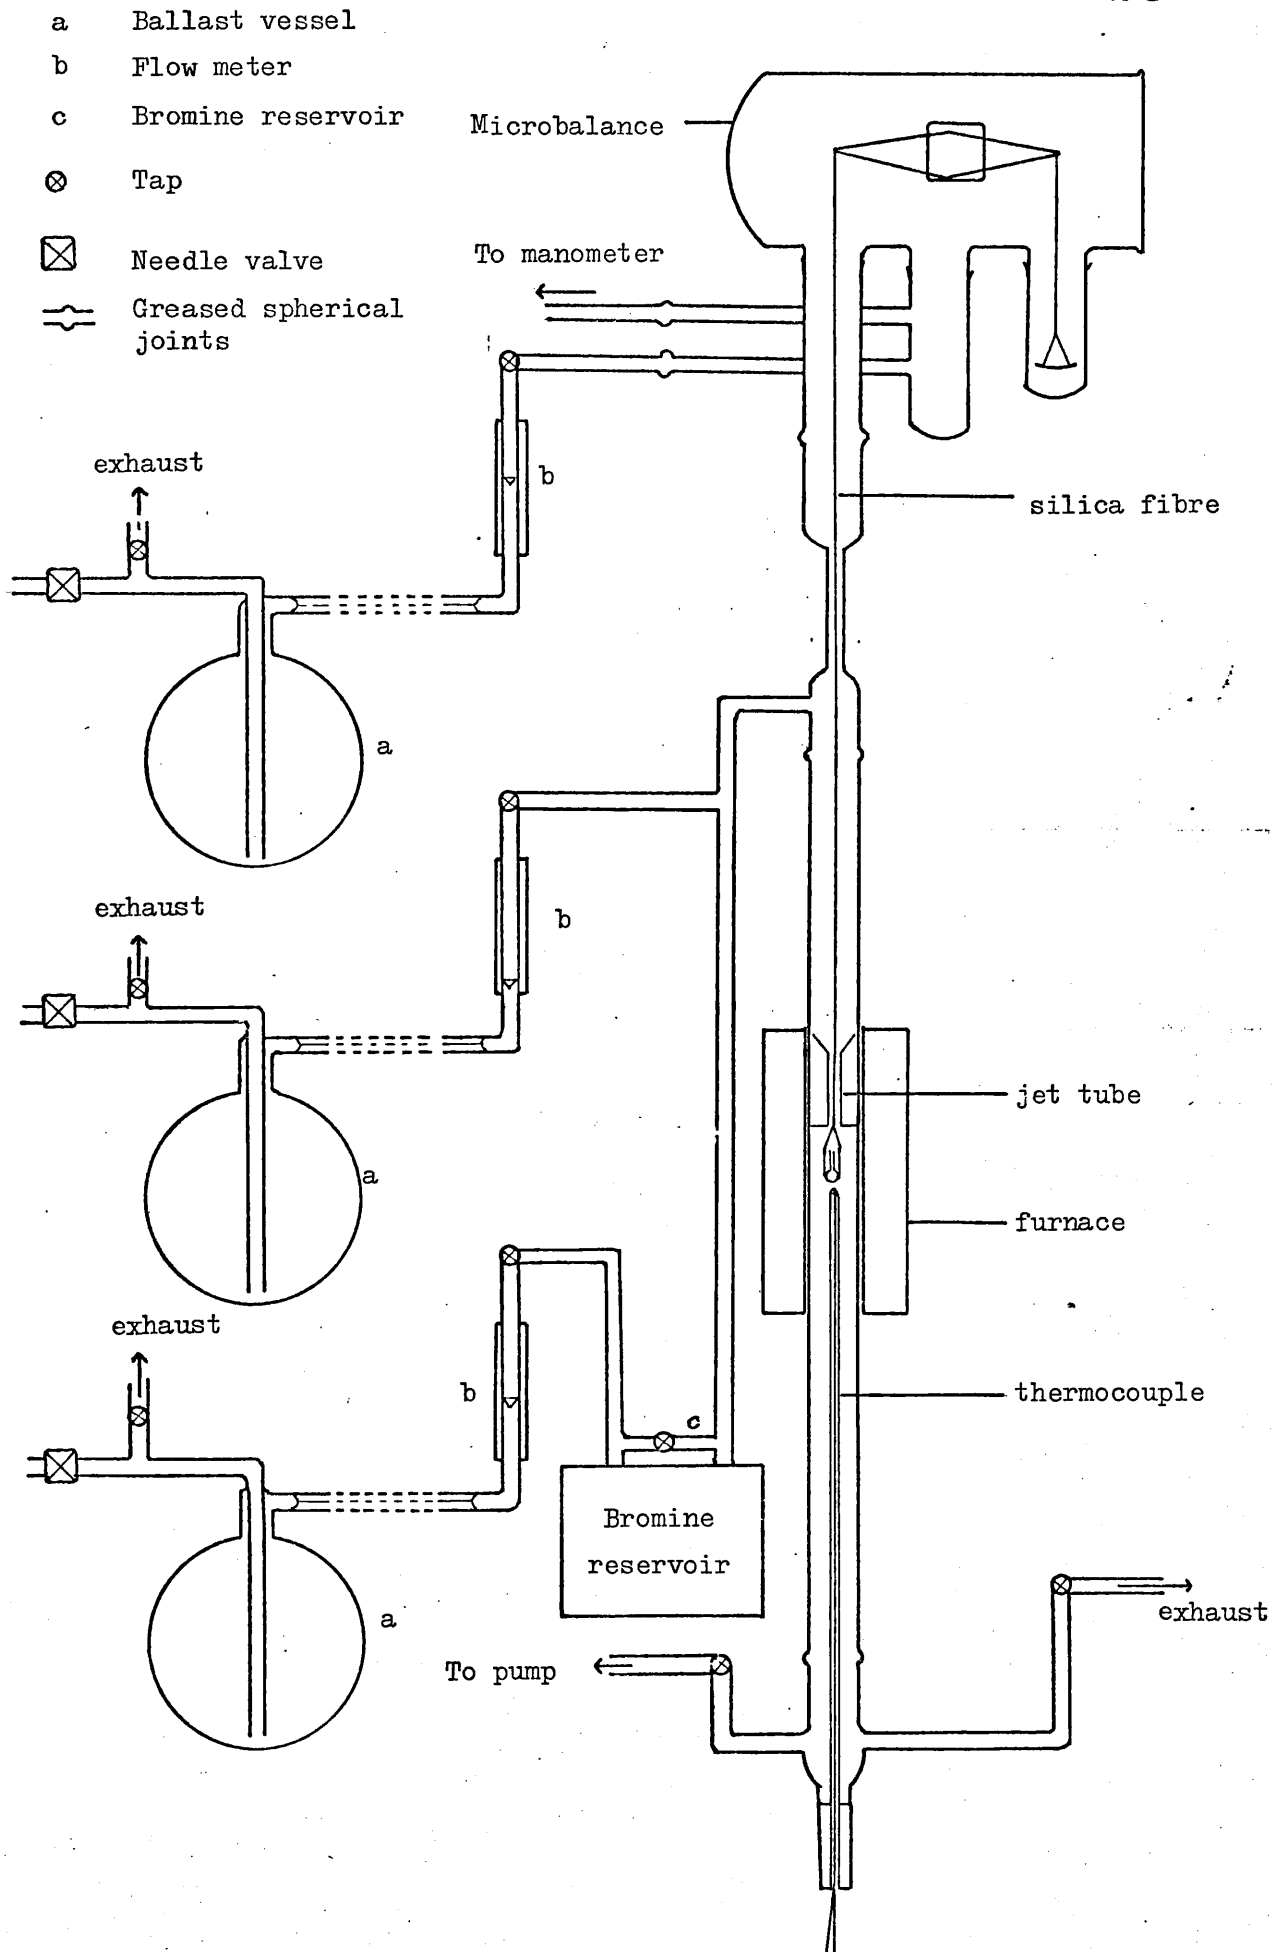 a Ballast vessel
b Flow meter
c Bromine reservoir
Tap
Needle valve
Greased spherical
joints
Microbalance
To manometer
exhaust
b
silica fibre
a
exhaust
b
a
jet tube
furnace
exhaust
b
c
thermocouple
Bromine
reservoir
a
To pump
exhaust